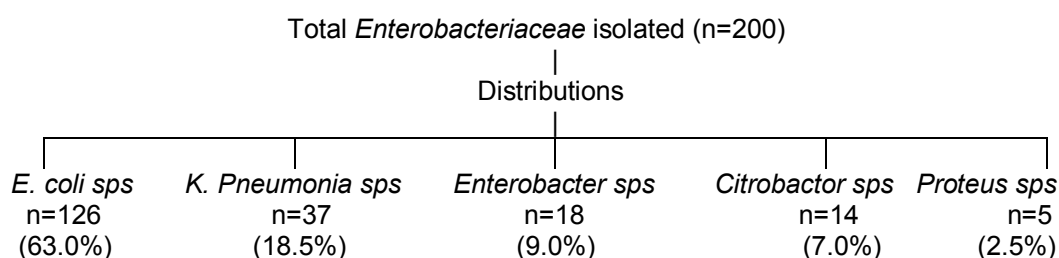 Total Enterobacteriaceae isolated (n=200)
Distributions
E. coli sps K. Pneumonia sps Enterobacter sps Citrobactor sps Proteus sps
n=126 n=37 n=18 n=14 n=5
(63.0%) (18.5%) (9.0%) (7.0%) (2.5%)